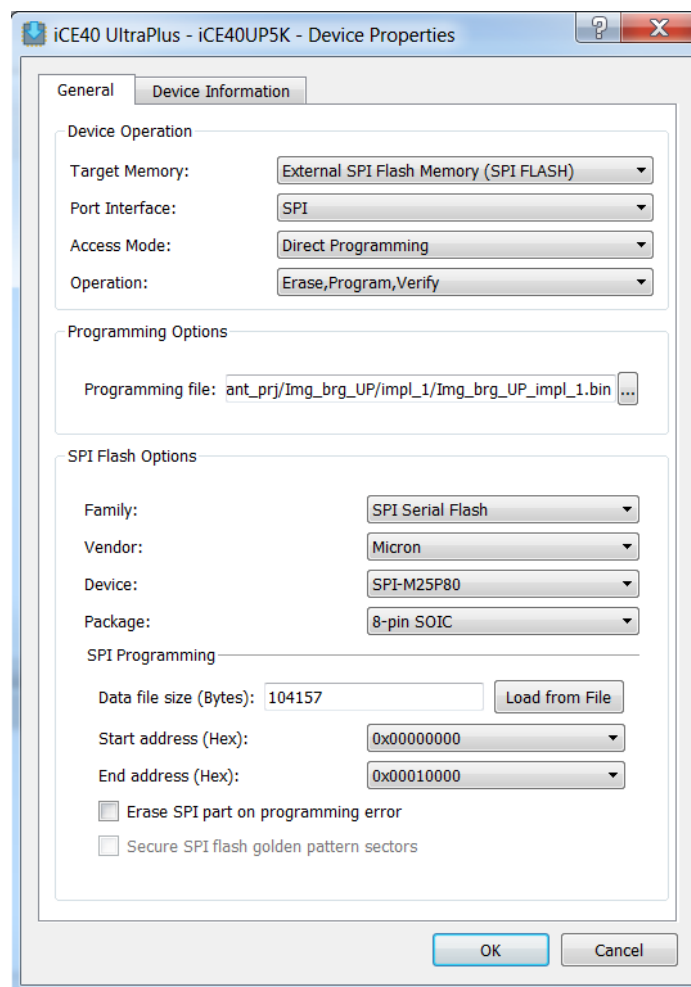 iCE40 UltraPlus - iCE40UP5K - Device Properties
General Device Information
Device Operation
Target Memory: External SPI Flash Memory (SPI FLASH)
Port Interface: SPI
Access Mode: Direct Programming
Operation: Erase,Program,Verify
Programming Options
Programming file: ant_prj/Img_brg_UP/impl_1/Img_brg_UP_impl_1.bin ...
SPI Flash Options
Family: SPI Serial Flash
Vendor: Micron
Device: SPI-M25P80
Package: 8-pin SOIC
SPI Programming
Data file size (Bytes): 104157 Load from File
Start address (Hex): 0x00000000
End address (Hex): 0x00010000
Erase SPI part on programming error
Secure SPI flash golden pattern sectors
OK Cancel